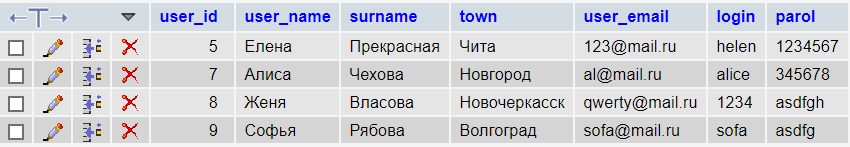 user_id user_name surname town user_email login parol
5 Елена Прекрасная Чита 123@mail.ru helen 1234567
7 Алиса Чехова Новгород al@mail.ru alice 345678
8 Женя Власова Новочеркасск qwerty@mail.ru 1234 asdfgh
9 Софья Рябова Волгоград sofa@mail.ru sofa asdfg